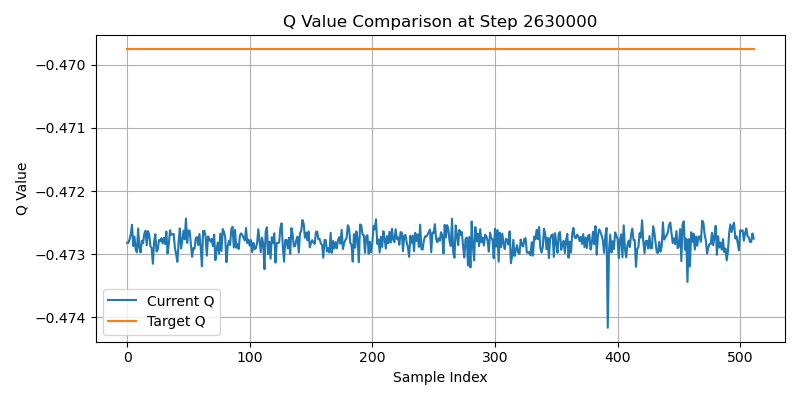 Q Value Comparison at Step 2630000
Q Value
−0.470
−0.471
−0.472
−0.473
−0.474
Current Q
Target Q
0
100
200
300
400
500
Sample Index